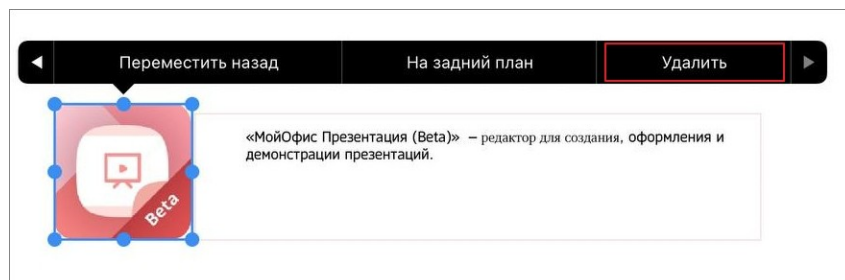 Переместить назад
На задний план
Удалить
«МойОфис Презентация (Beta)» – редактор для создания, оформления и
демонстрации презентаций.
Beta